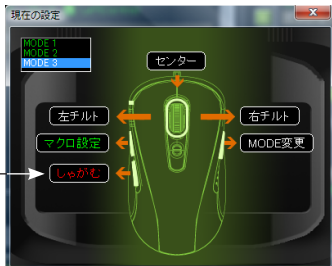 現在の設定
MODE 1
MODE 2
MODE 3
センター
左チルト
右チルト
マクロ設定
MODE変更
しゃがむ